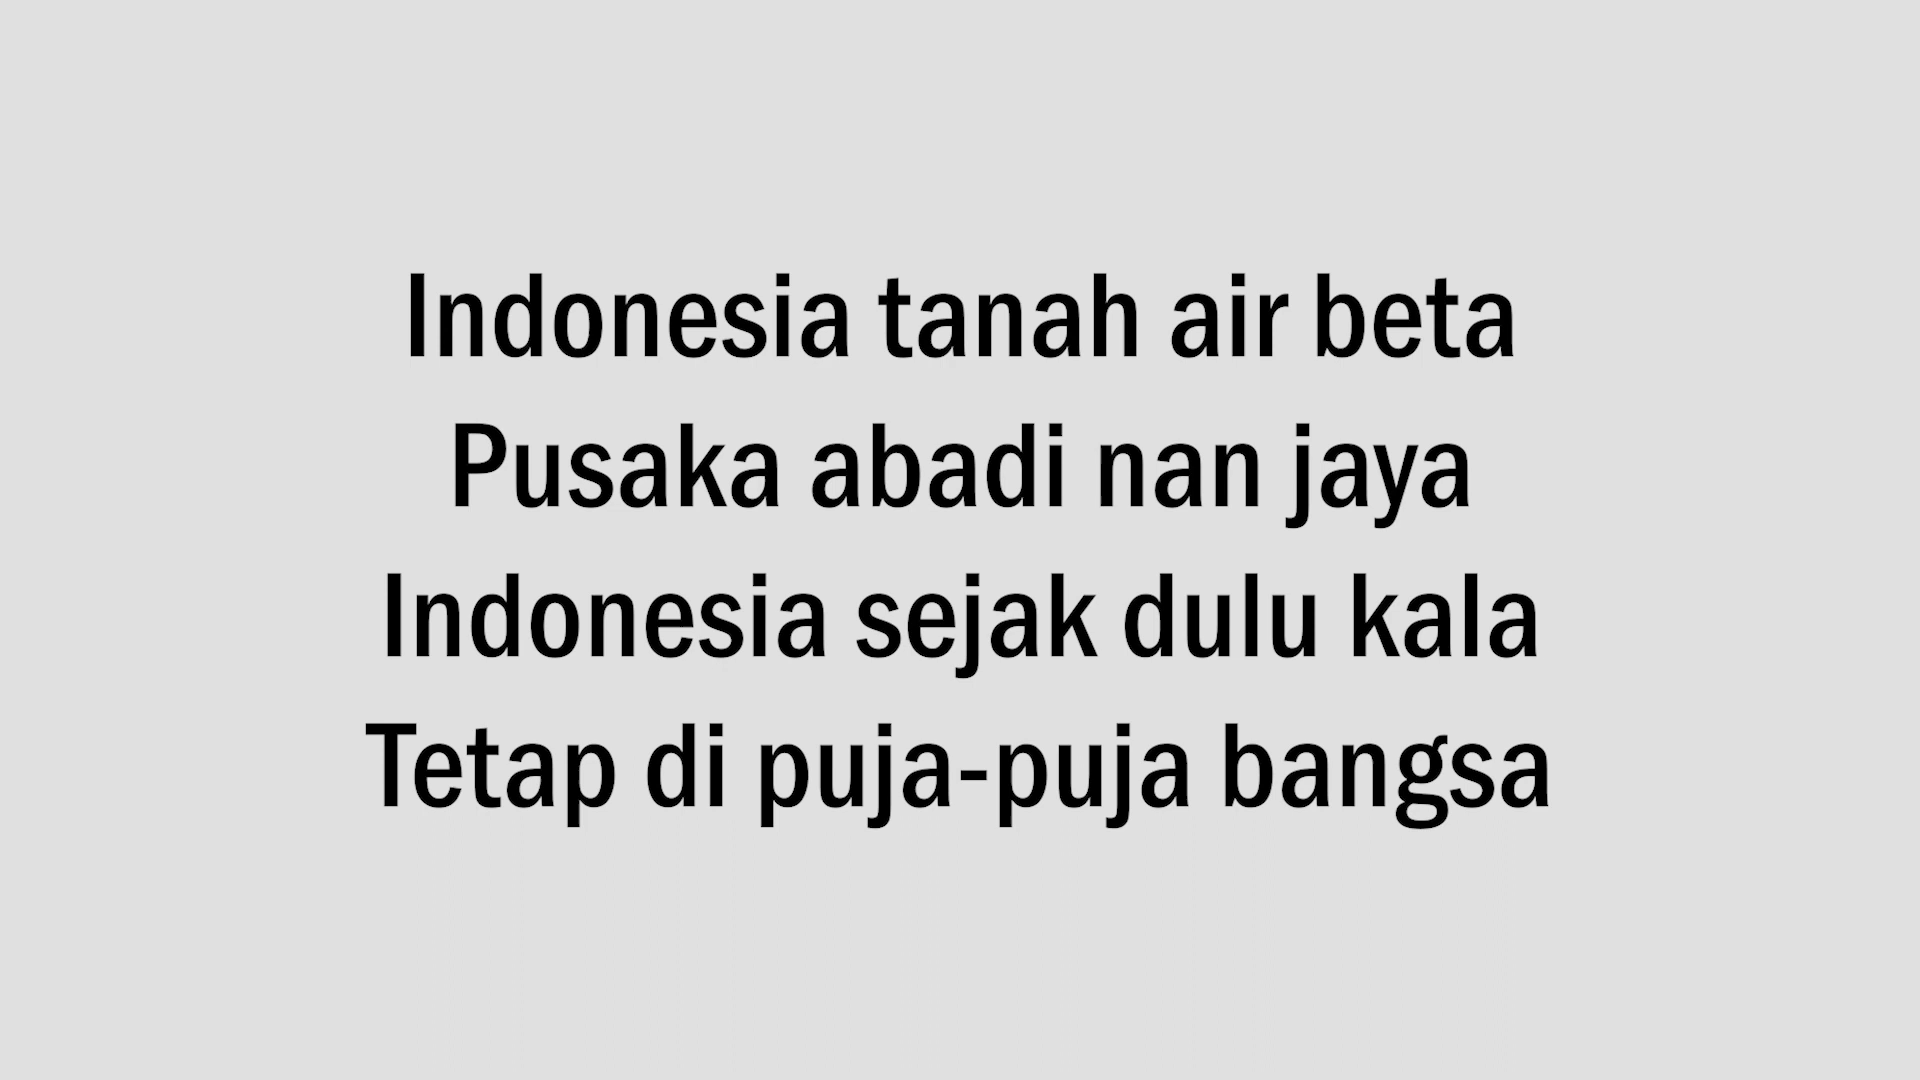 Indonesia tanah air beta
Pusaka abadi nan jaya
Indonesia sejak dulu kala
Tetap di puja-puja bangsa